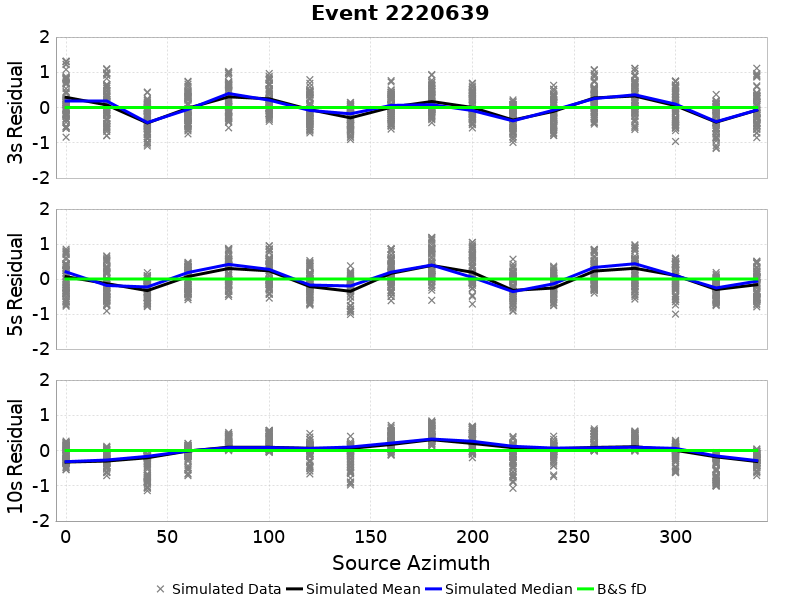 Event 2220639
3s Residual
2
1
0
-1
-2
5s Residual
2
1
0
-1
-2
10s Residual
2
1
0
-1
-2
0 50 100 150 200 250 300
Source Azimuth
Simulated Data Simulated Mean Simulated Median B&S fD